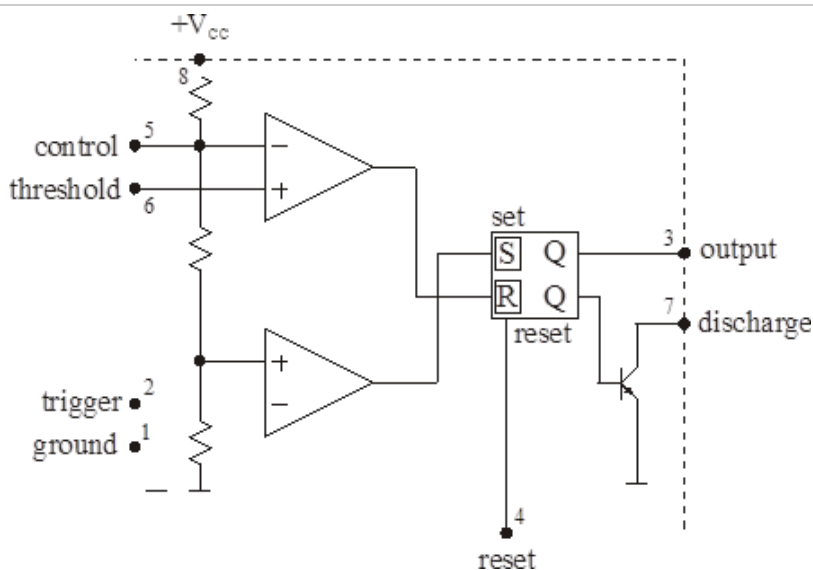 +Vcc
8
control 5 −
threshold 6 +
set
S Q 3 output
R Q 7 discharge
reset
+
trigger 2 −
ground 1
4
reset